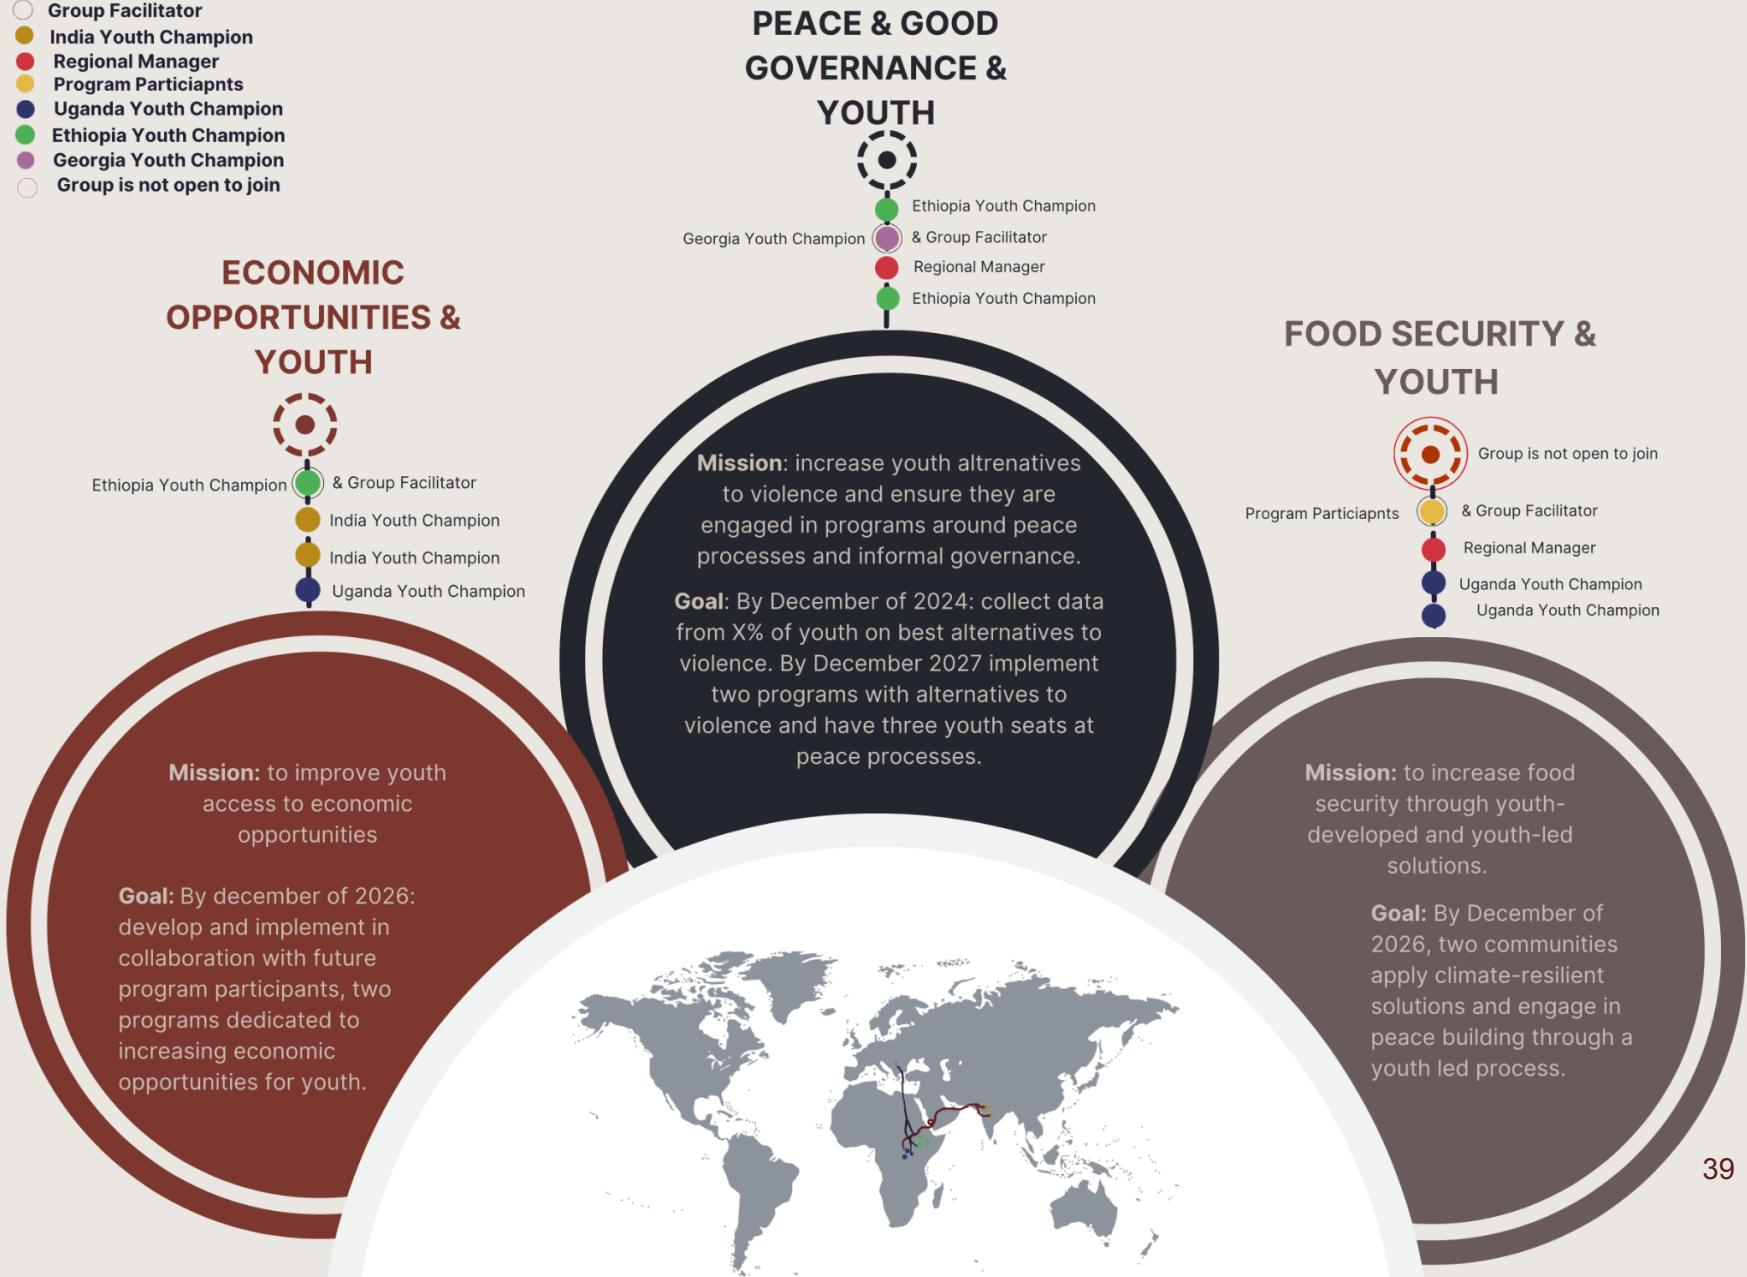 Group Facilitator
India Youth Champion
Regional Manager
Program Particiapnts
Uganda Youth Champion
Ethiopia Youth Champion
Georgia Youth Champion
Group is not open to join
PEACE & GOOD
GOVERNANCE &
YOUTH
Ethiopia Youth Champion
Georgia Youth Champion & Group Facilitator
Regional Manager
Ethiopia Youth Champion
Mission: increase youth altrenatives
to violence and ensure they are
engaged in programs around peace
processes and informal governance.
Goal: By December of 2024: collect data
from X% of youth on best alternatives to
violence. By December 2027 implement
two programs with alternatives to
violence and have three youth seats at
peace processes.
ECONOMIC
OPPORTUNITIES &
YOUTH
Ethiopia Youth Champion & Group Facilitator
India Youth Champion
India Youth Champion
Uganda Youth Champion
Mission: to improve youth
access to economic
opportunities
Goal: By december of 2026:
develop and implement in
collaboration with future
program participants, two
programs dedicated to
increasing economic
opportunities for youth.
FOOD SECURITY &
YOUTH
Group is not open to join
Program Particiapnts & Group Facilitator
Regional Manager
Uganda Youth Champion
Uganda Youth Champion
Mission: to increase food
security through youth-
developed and youth-led
solutions.
Goal: By December of
2026, two communities
apply climate-resilient
solutions and engage in
peace building through a
youth led process.
39